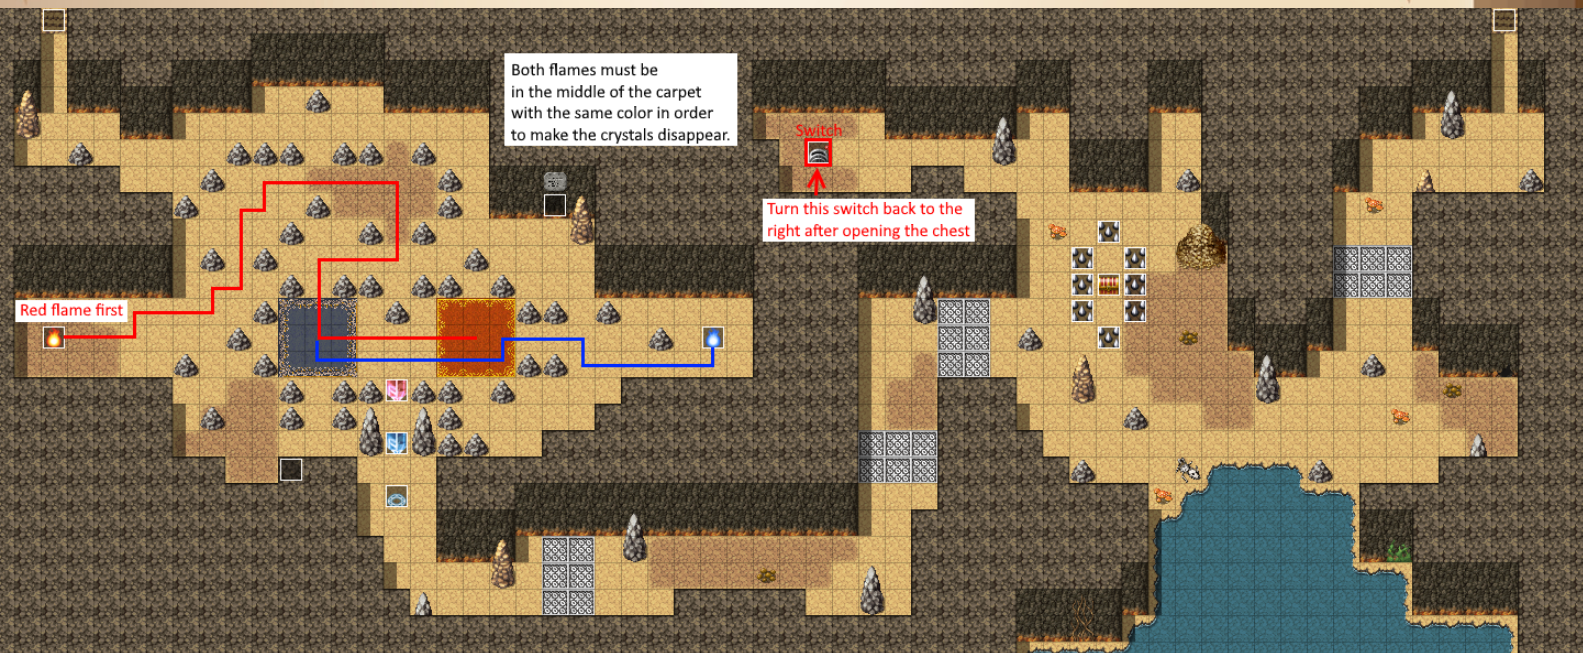 Both flames must be
in the middle of the carpet
with the same color in order
to make the crystals disappear.
Switch
Turn this switch back to the
right after opening the chest
Red flame first